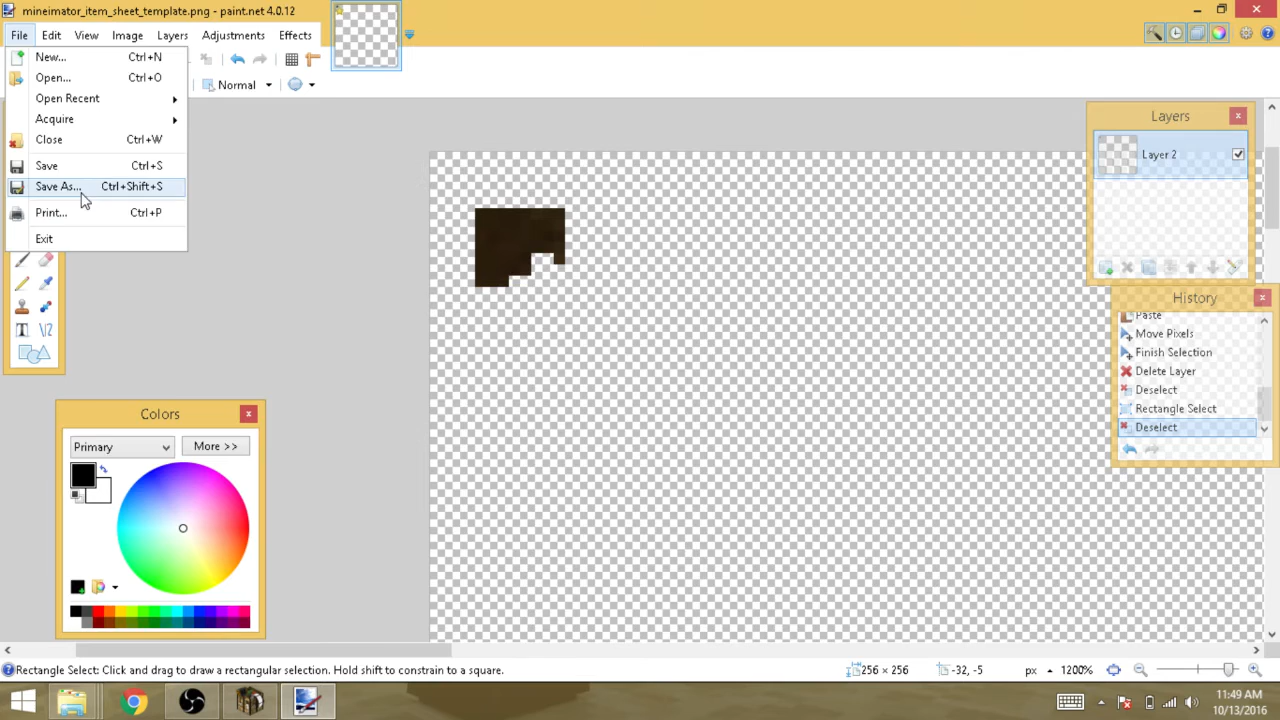 mineimator_item_sheet_template.png - paint.net 4.0.12
File Edit View Image Layers Adjustments Effects
New... Ctrl+N
Open... Ctrl+O
Open Recent
Acquire
Close Ctrl+W
Save Ctrl+S
Save As... Ctrl+Shift+S
Print... Ctrl+P
Exit
Normal
Layers
Layer 2
History
Paste
Move Pixels
Finish Selection
Delete Layer
Deselect
Rectangle Select
Deselect
Colors
Primary More >>
Rectangle Select: Click and drag to draw a rectangular selection. Hold shift to constrain to a square. 256 × 256 -32, -5 px 1200%
11:49 AM
10/13/2016